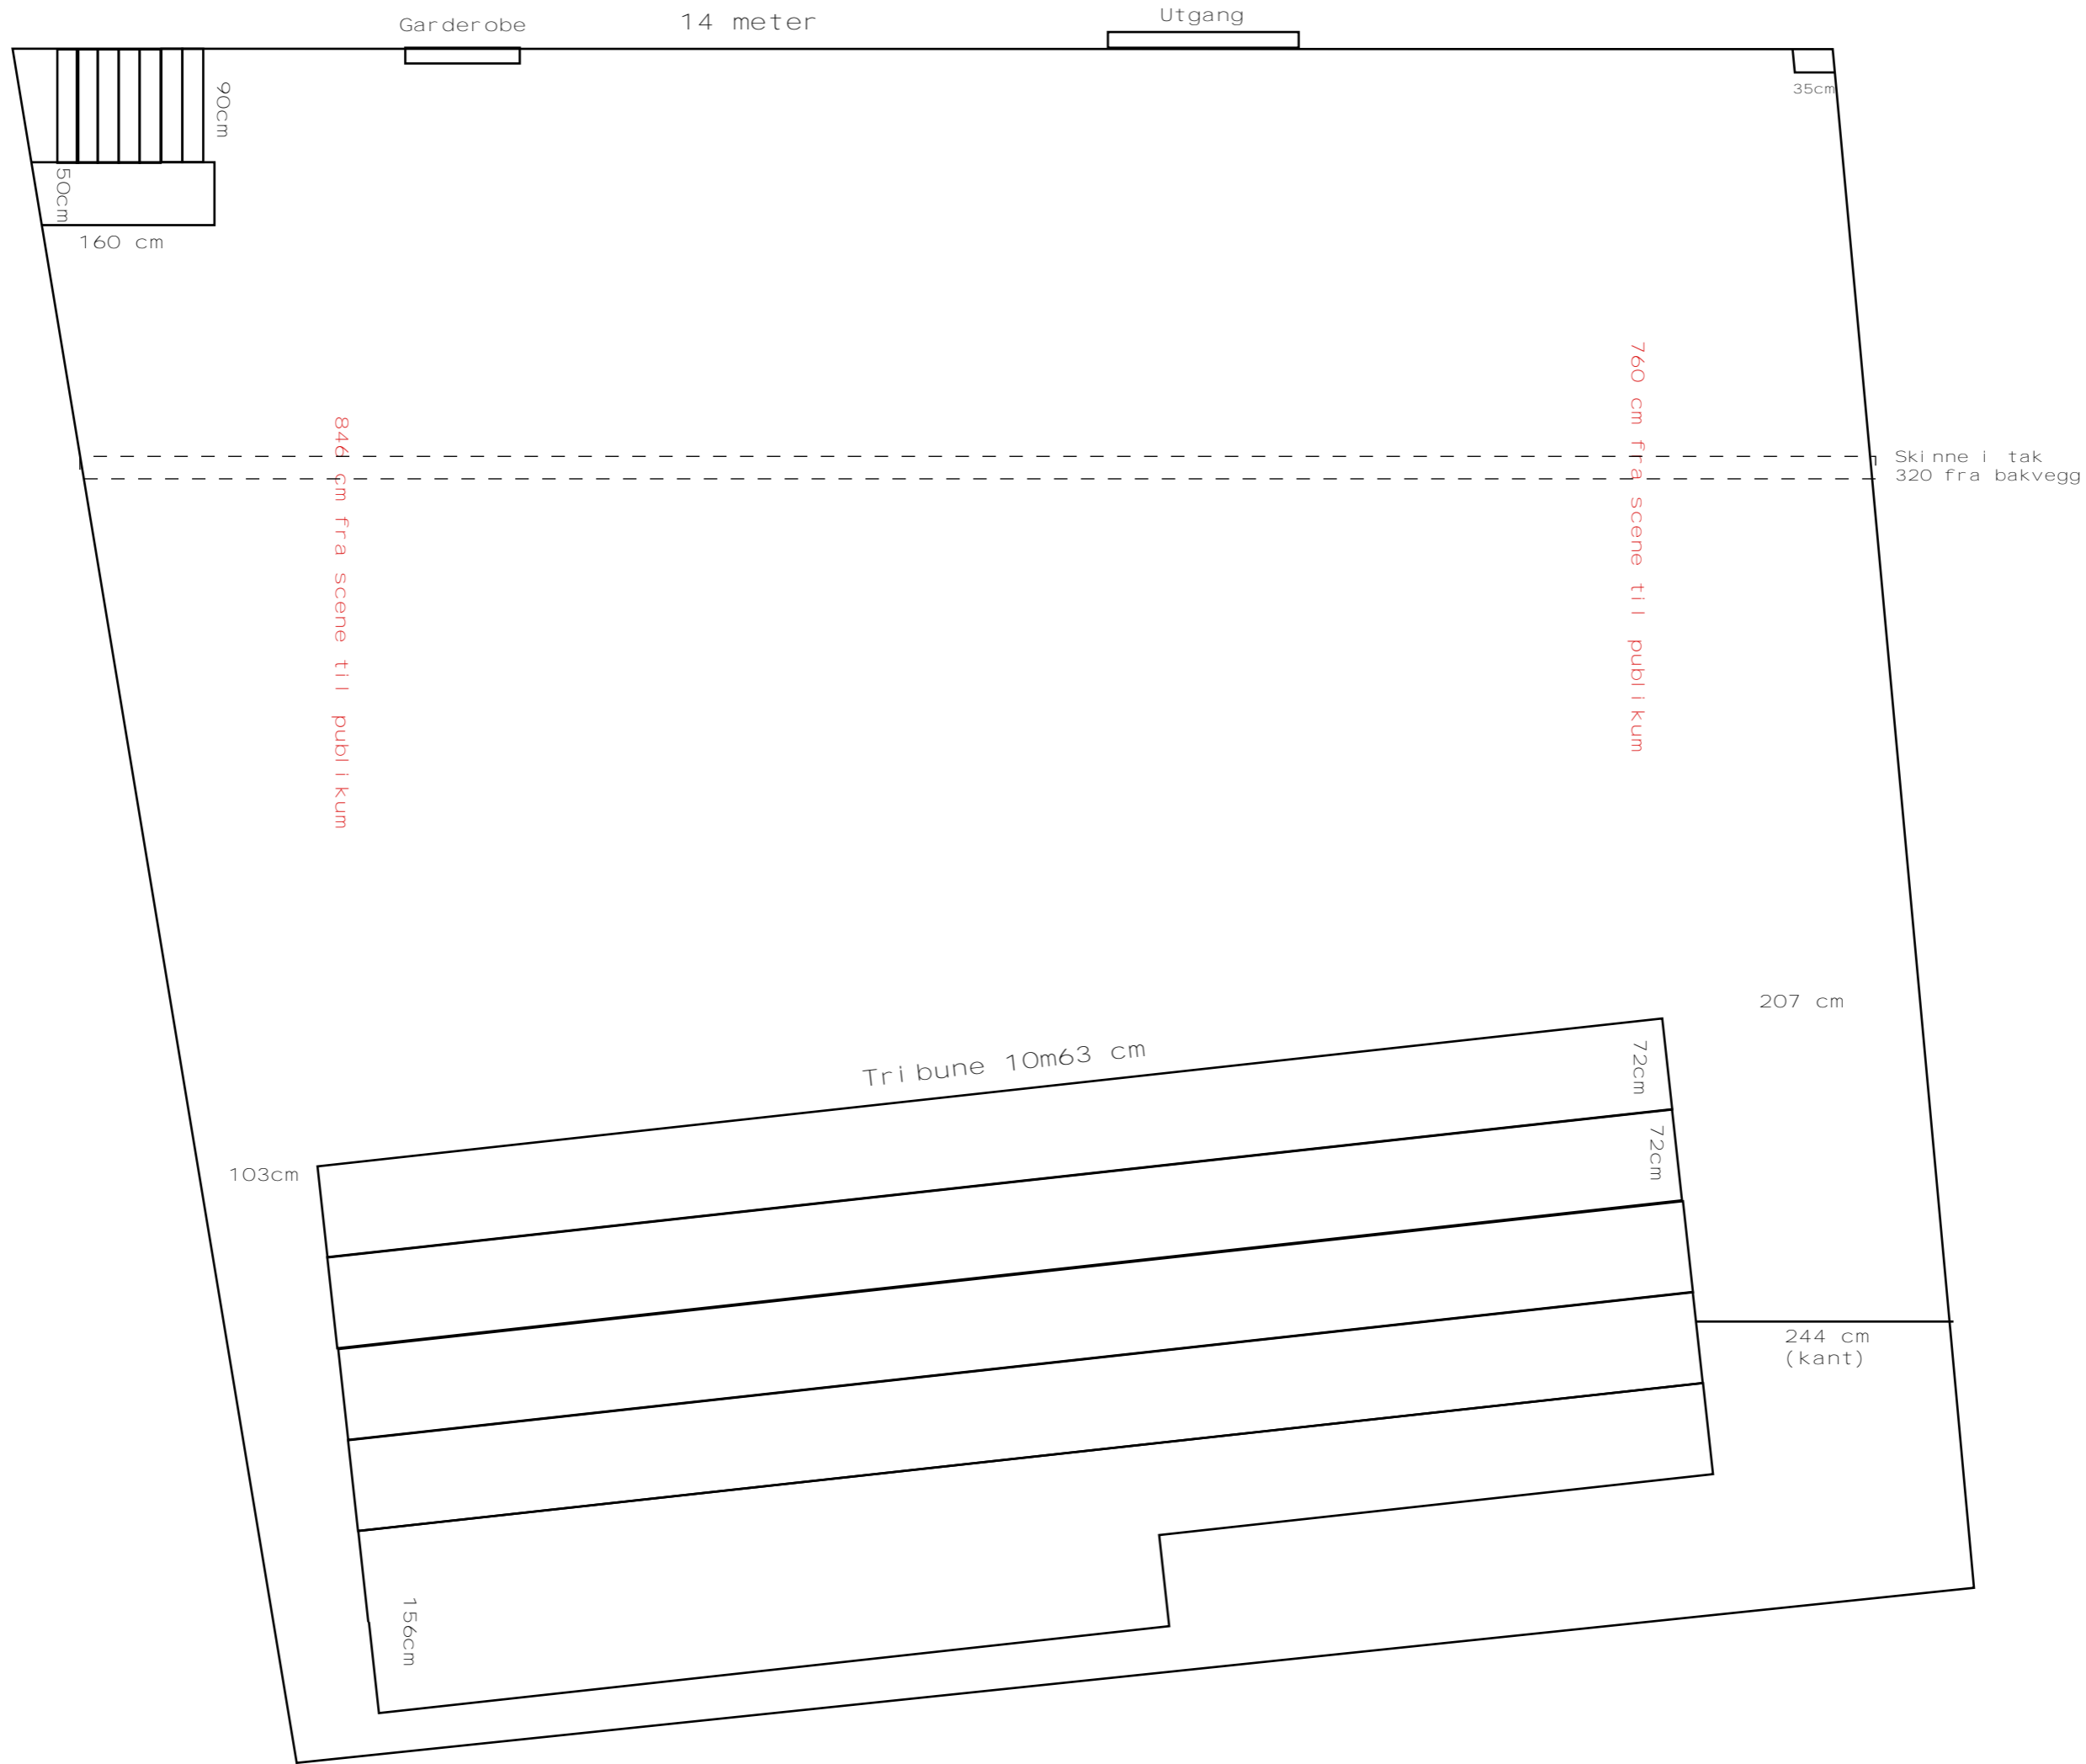 Garderobe
14 meter
Utgang
90cm
35cm
50cm
160 cm
846 cm fra scene til publikum
760 cm fra scene til publikum
Skinne i tak
320 fra bakvegg
207 cm
Tribune 10m63 cm
72cm
72cm
103cm
244 cm
(kant)
156cm